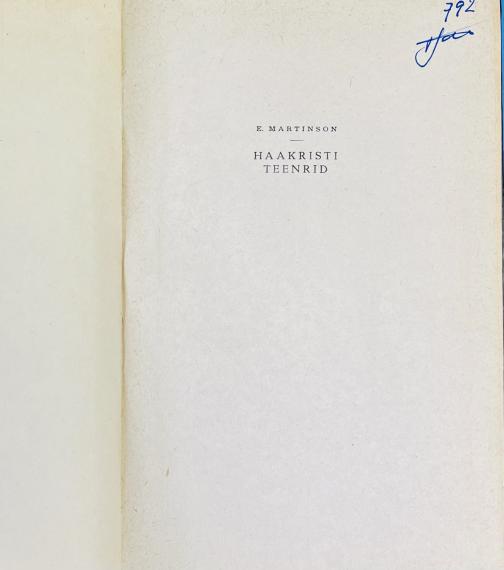 792
E. MARTINSON
HAAKRISTI
TEENRID